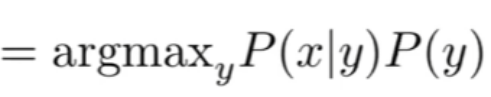 = argmax_y P(x|y)P(y)